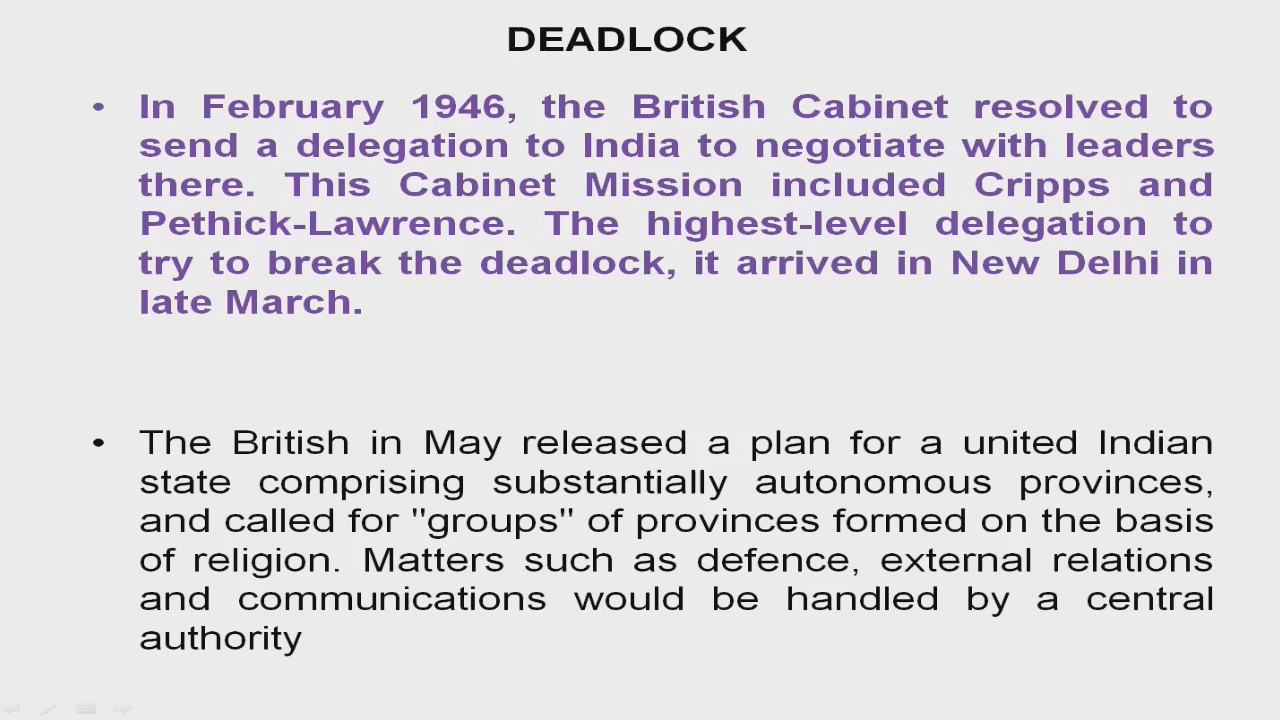 DEADLOCK
• In February 1946, the British Cabinet resolved to
send a delegation to India to negotiate with leaders
there. This Cabinet Mission included Cripps and
Pethick-Lawrence. The highest-level delegation to
try to break the deadlock, it arrived in New Delhi in
late March.
• The British in May released a plan for a united Indian
state comprising substantially autonomous provinces,
and called for "groups" of provinces formed on the basis
of religion. Matters such as defence, external relations
and communications would be handled by a central
authority